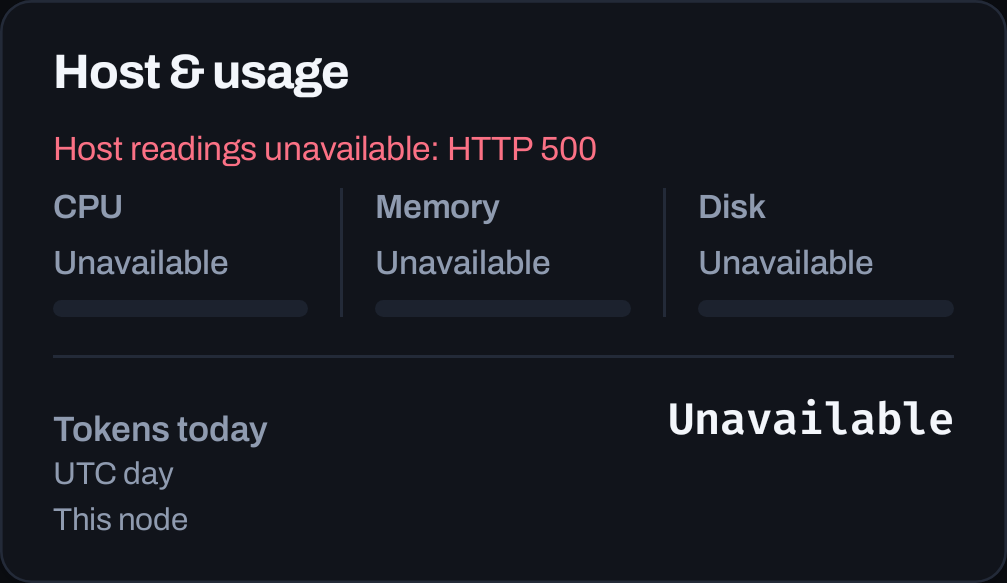 Host & usage
Host readings unavailable: HTTP 500
CPU
Memory
Disk
Unavailable
Unavailable
Unavailable
Tokens today
Unavailable
UTC day
This node